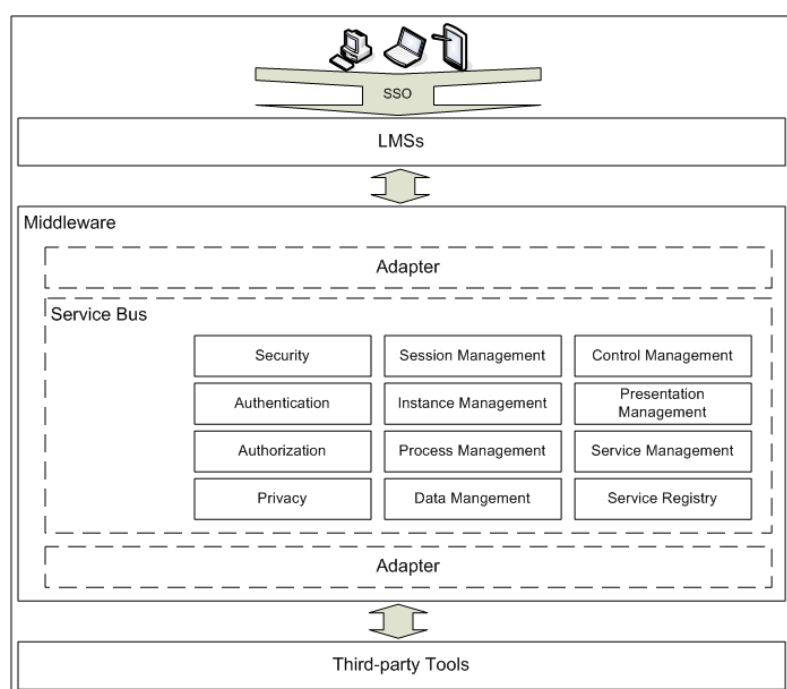 SSO
LMSs
Middleware
Adapter
Service Bus
Security
Session Management
Control Management
Authentication
Instance Management
Presentation
Management
Authorization
Process Management
Service Management
Privacy
Data Mangement
Service Registry
Adapter
Third-party Tools